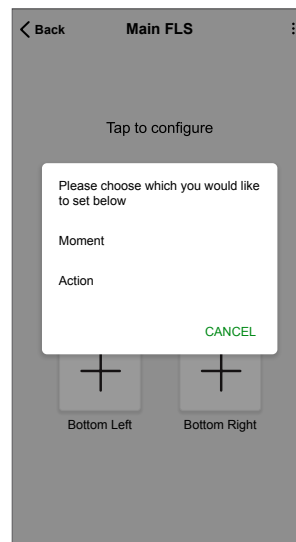 Back Main FLS
Tap to configure
Please choose which you would like
to set below
Moment
Action
CANCEL
Bottom Left Bottom Right